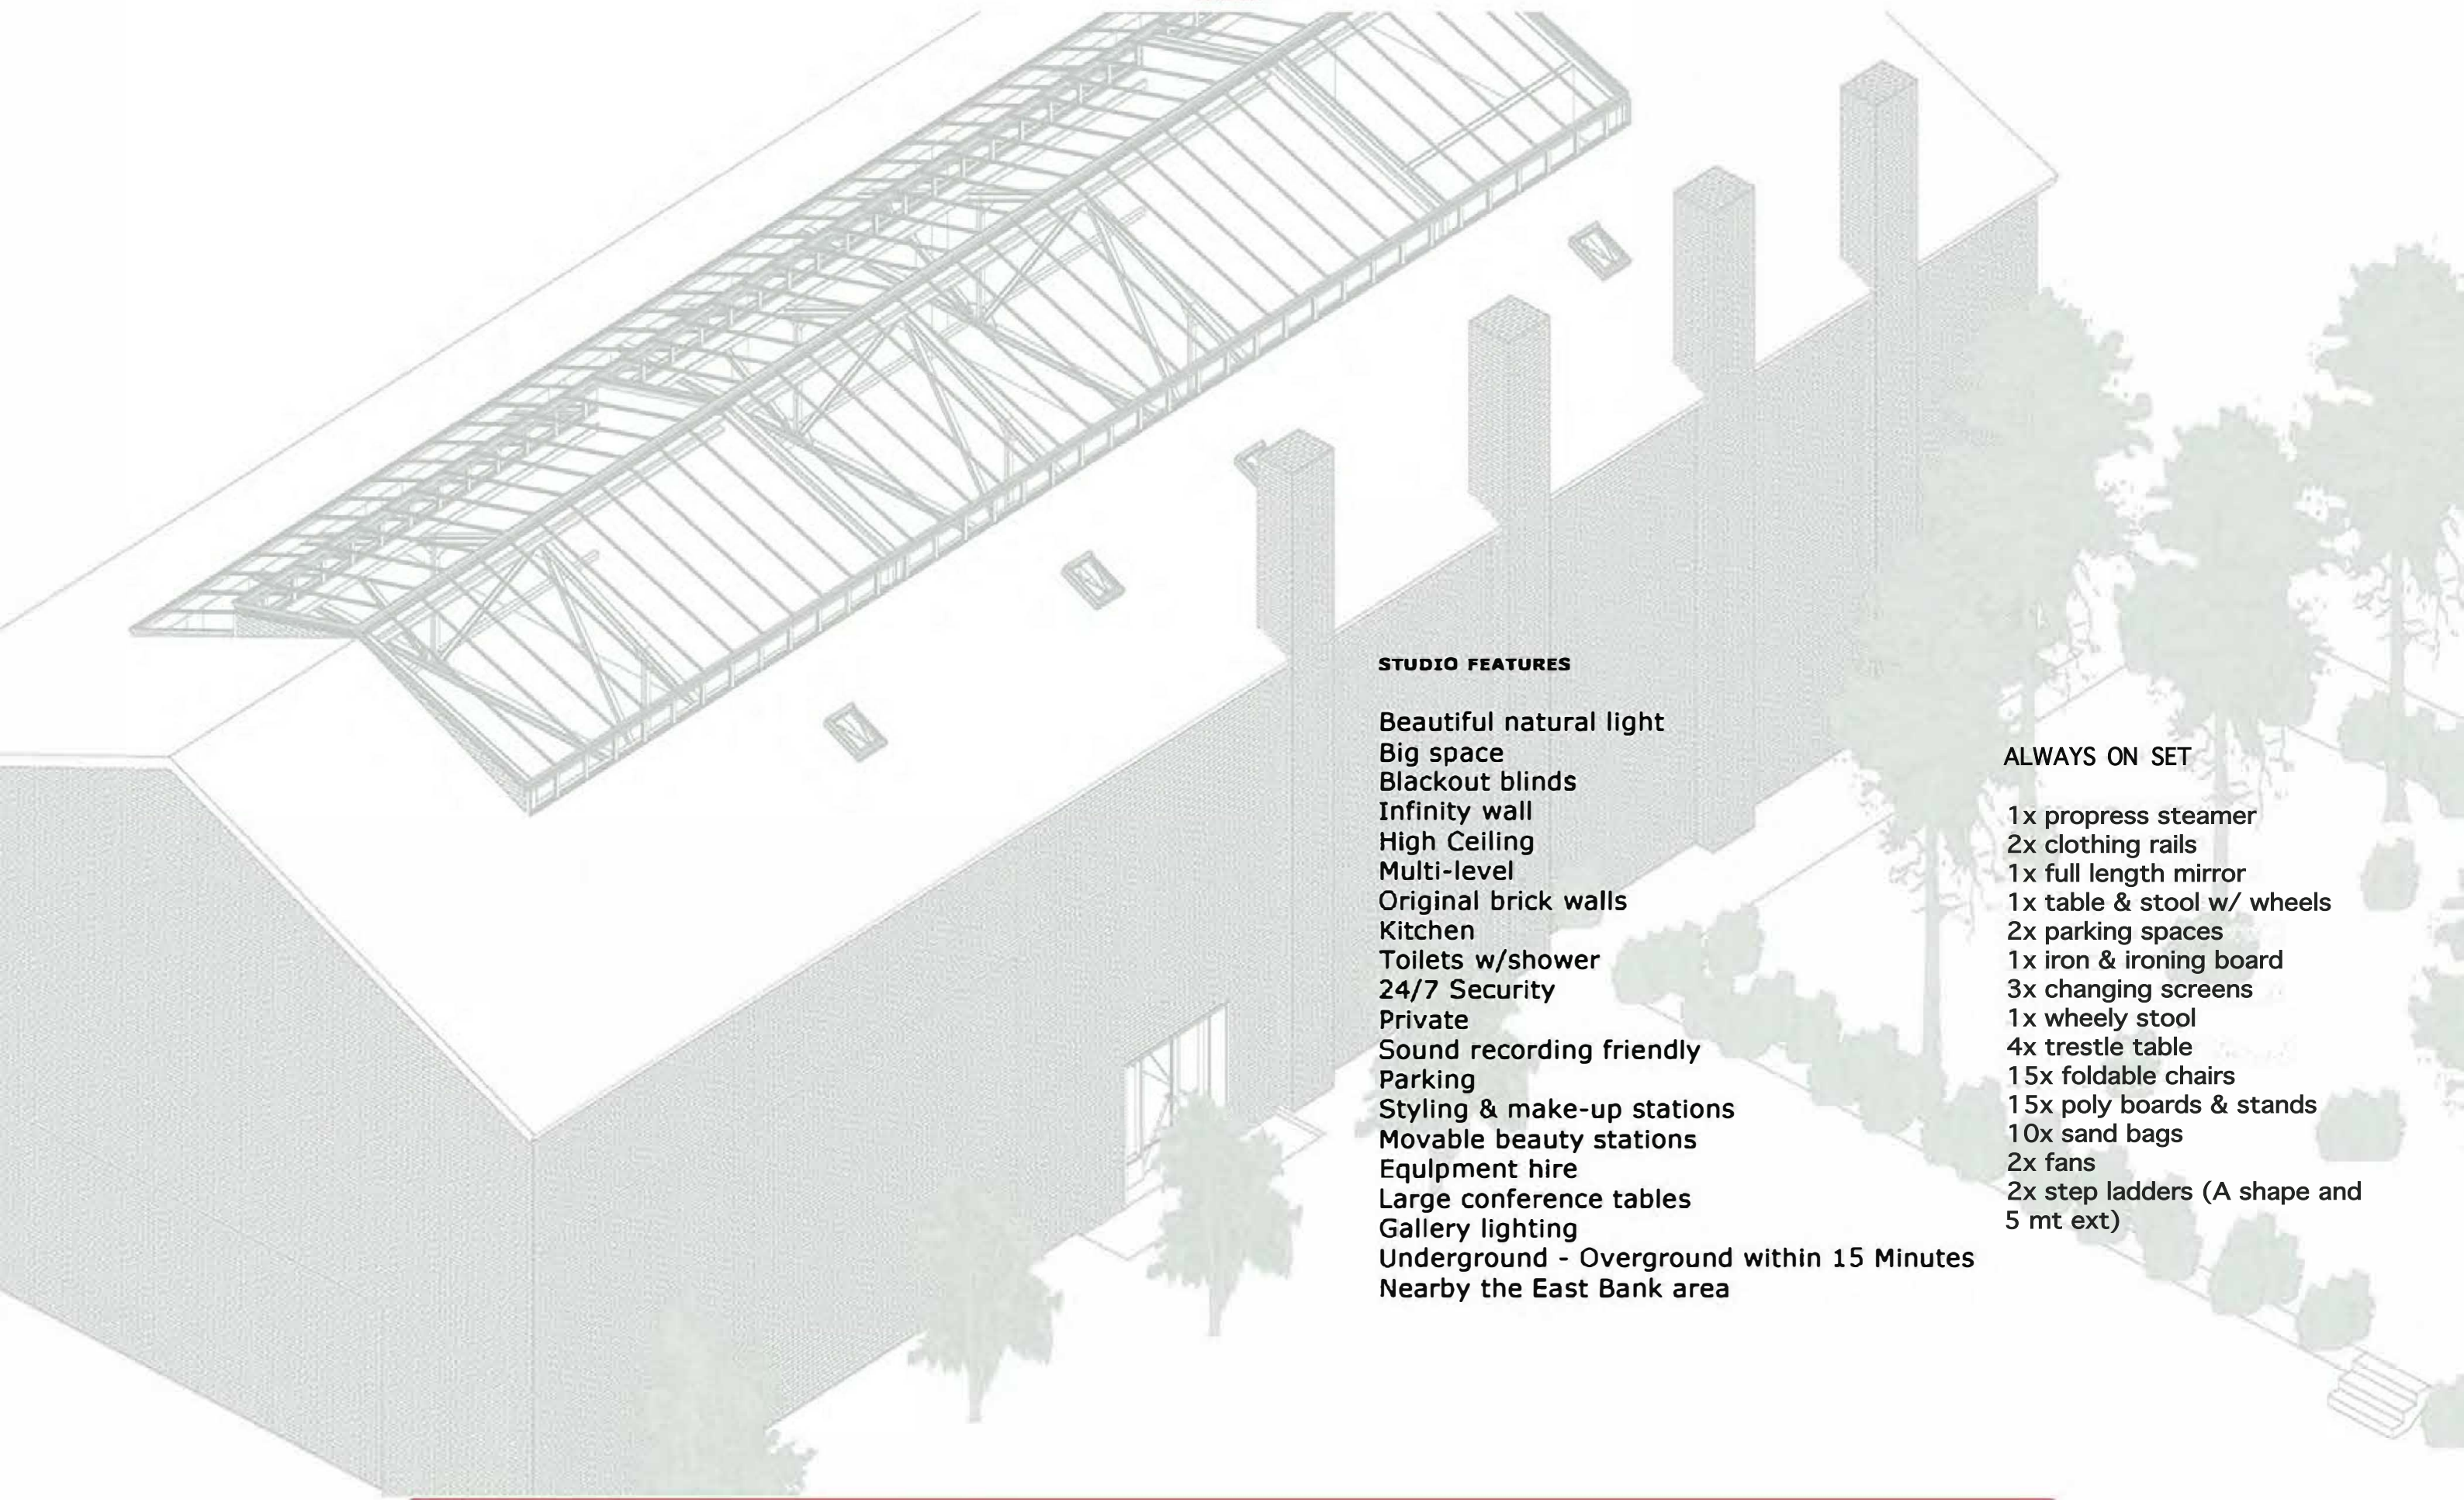 STUDIO FEATURES
Beautiful natural light
Big space
Blackout blinds
Infinity wall
High Ceiling
Multi-level
Original brick walls
Kitchen
Toilets w/shower
24/7 Security
Private
Sound recording friendly
Parking
Styling & make-up stations
Movable beauty stations
Equlpment hire
Large conference tables
Gallery lighting
Underground - Overground within 15 Minutes
Nearby the East Bank area
ALWAYS ON SET
1x propress steamer
2x clothing rails
1x full length mirror
1x table & stool w/ wheels
2x parking spaces
1x iron & ironing board
3x changing screens
1x wheely stool
4x trestle table
15x foldable chairs
15x poly boards & stands
10x sand bags
2x fans
2x step ladders (A shape and
5 mt ext)